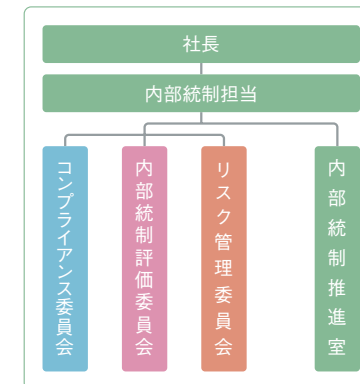 社長
内部統制担当
コンプライアンス委員会
内部統制評価委員会
リスク管理委員会
内部統制推進室